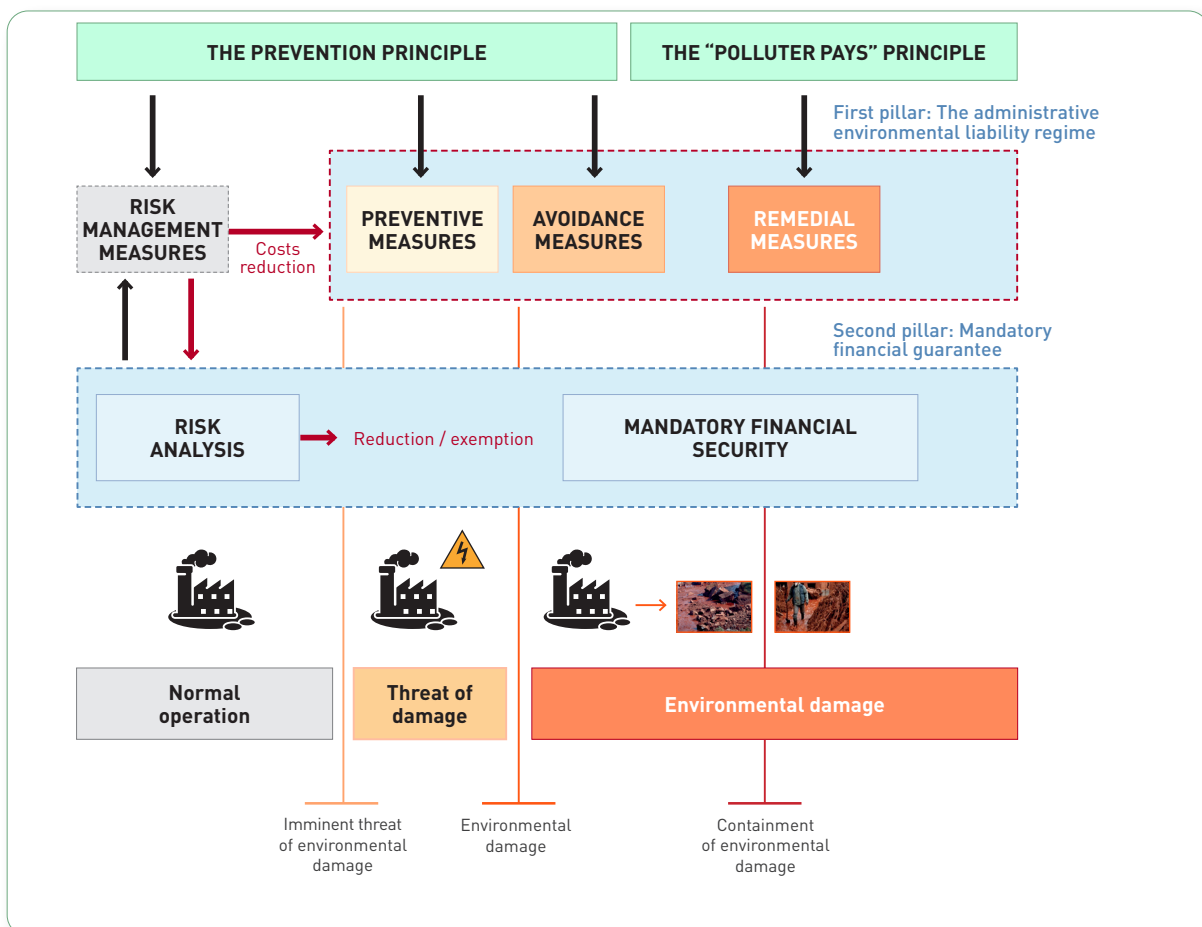 THE PREVENTION PRINCIPLE
THE “POLLUTER PAYS” PRINCIPLE
First pillar: The administrative
environmental liability regime
RISK
MANAGEMENT
MEASURES
Costs
reduction
PREVENTIVE
MEASURES
AVOIDANCE
MEASURES
REMEDIAL
MEASURES
Second pillar: Mandatory
financial guarantee
RISK
ANALYSIS
Reduction / exemption
MANDATORY FINANCIAL
SECURITY
Normal
operation
Threat of
damage
Environmental damage
Imminent threat
of environmental
damage
Environmental
damage
Containment
of environmental
damage